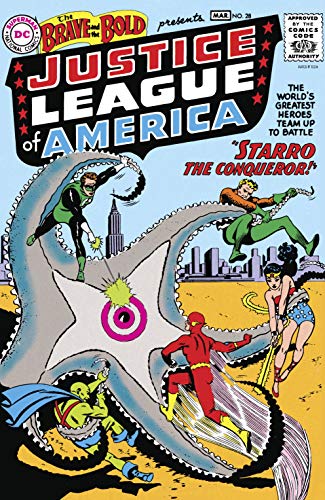 SUPERMAN
DC
NATIONAL COMICS
The BRAVE and the BOLD presents
MAR.
NO. 28
APPROVED
BY THE
COMICS
CODE
AUTHORITY
JUSTICE
LEAGUE
of AMERICA
THE
WORLD'S
GREATEST
HEROES
TEAM UP
TO BATTLE
"STARRO
THE CONQUEROR!"